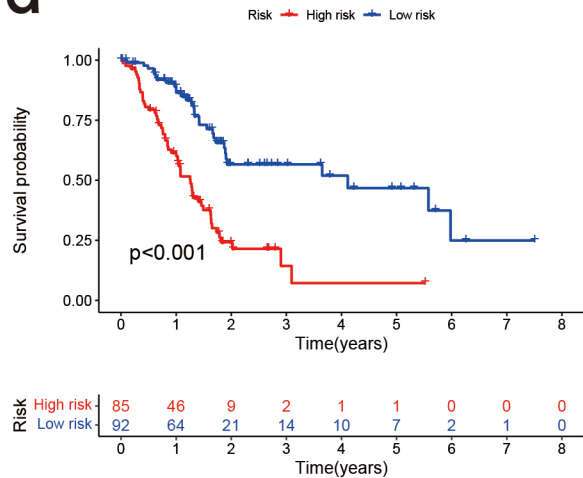 d
Risk High risk Low risk
Survival probability
1.00
0.75
0.50
0.25
0.00
p<0.001
0 1 2 3 4 5 6 7 8
Time(years)
Risk
High risk 85 46 9 2 1 1 0 0 0
Low risk 92 64 21 14 10 7 2 1 0
0 1 2 3 4 5 6 7 8
Time(years)